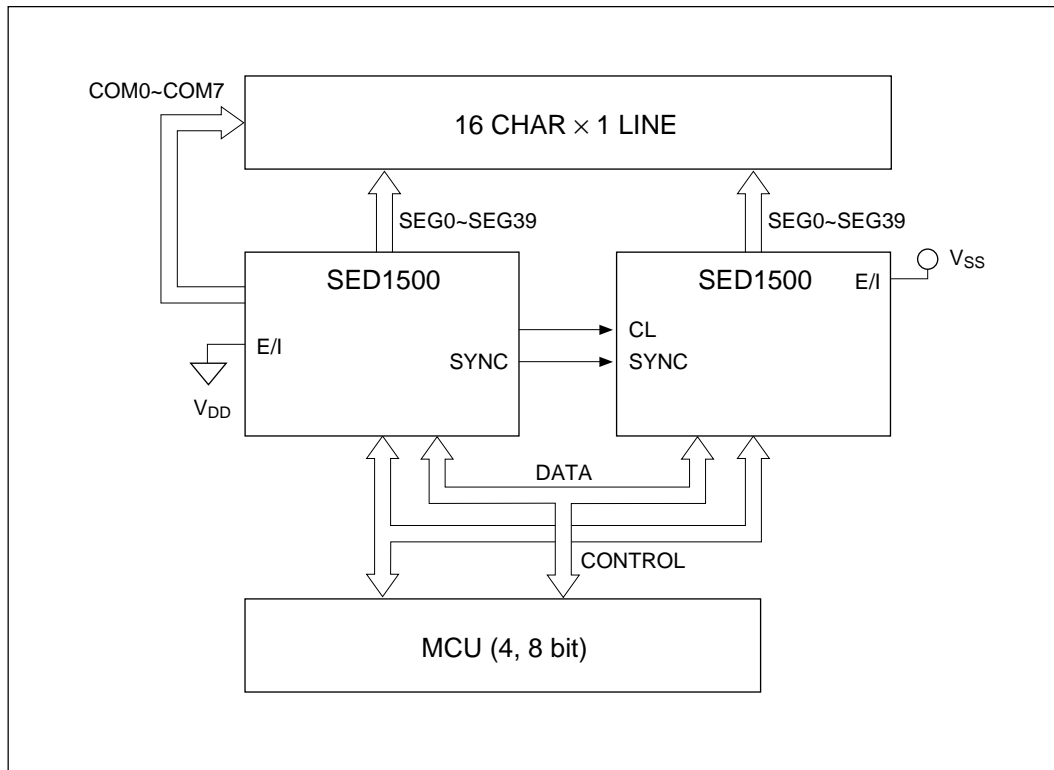 COM0~COM7
16 CHAR × 1 LINE
SEG0~SEG39
SEG0~SEG39
SED1500
E/I
SYNC
VDD
SED1500
E/I
VSS
CL
SYNC
DATA
CONTROL
MCU (4, 8 bit)